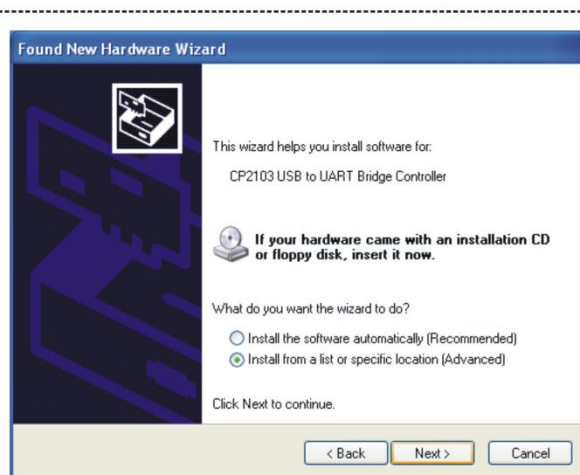 Found New Hardware Wizard
This wizard helps you install software for:
CP2103 USB to UART Bridge Controller
If your hardware came with an installation CD
or floppy disk, insert it now.
What do you want the wizard to do?
Install the software automatically (Recommended)
Install from a list or specific location (Advanced)
Click Next to continue.
< Back Next > Cancel